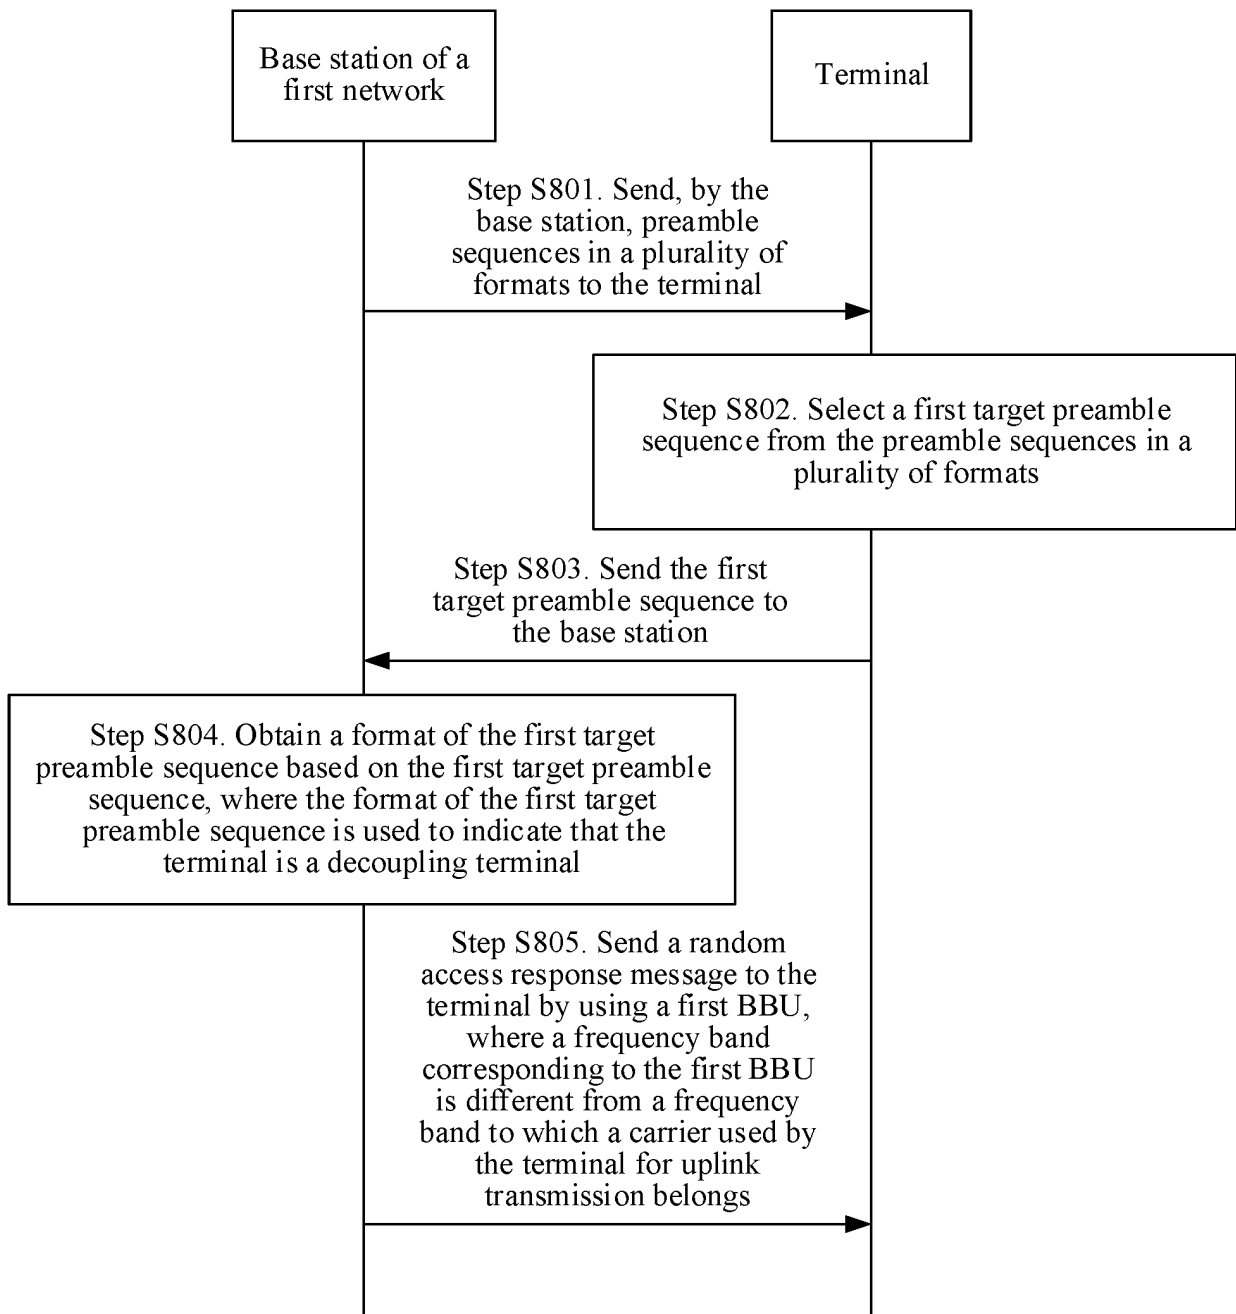 Base station of a
first network
Terminal
Step S801. Send, by the
base station, preamble
sequences in a plurality of
formats to the terminal
Step S802. Select a first target preamble
sequence from the preamble sequences in a
plurality of formats
Step S803. Send the first
target preamble sequence to
the base station
Step S804. Obtain a format of the first target
preamble sequence based on the first target preamble
sequence, where the format of the first target
preamble sequence is used to indicate that the
terminal is a decoupling terminal
Step S805. Send a random
access response message to the
terminal by using a first BBU,
where a frequency band
corresponding to the first BBU
is different from a frequency
band to which a carrier used by
the terminal for uplink
transmission belongs